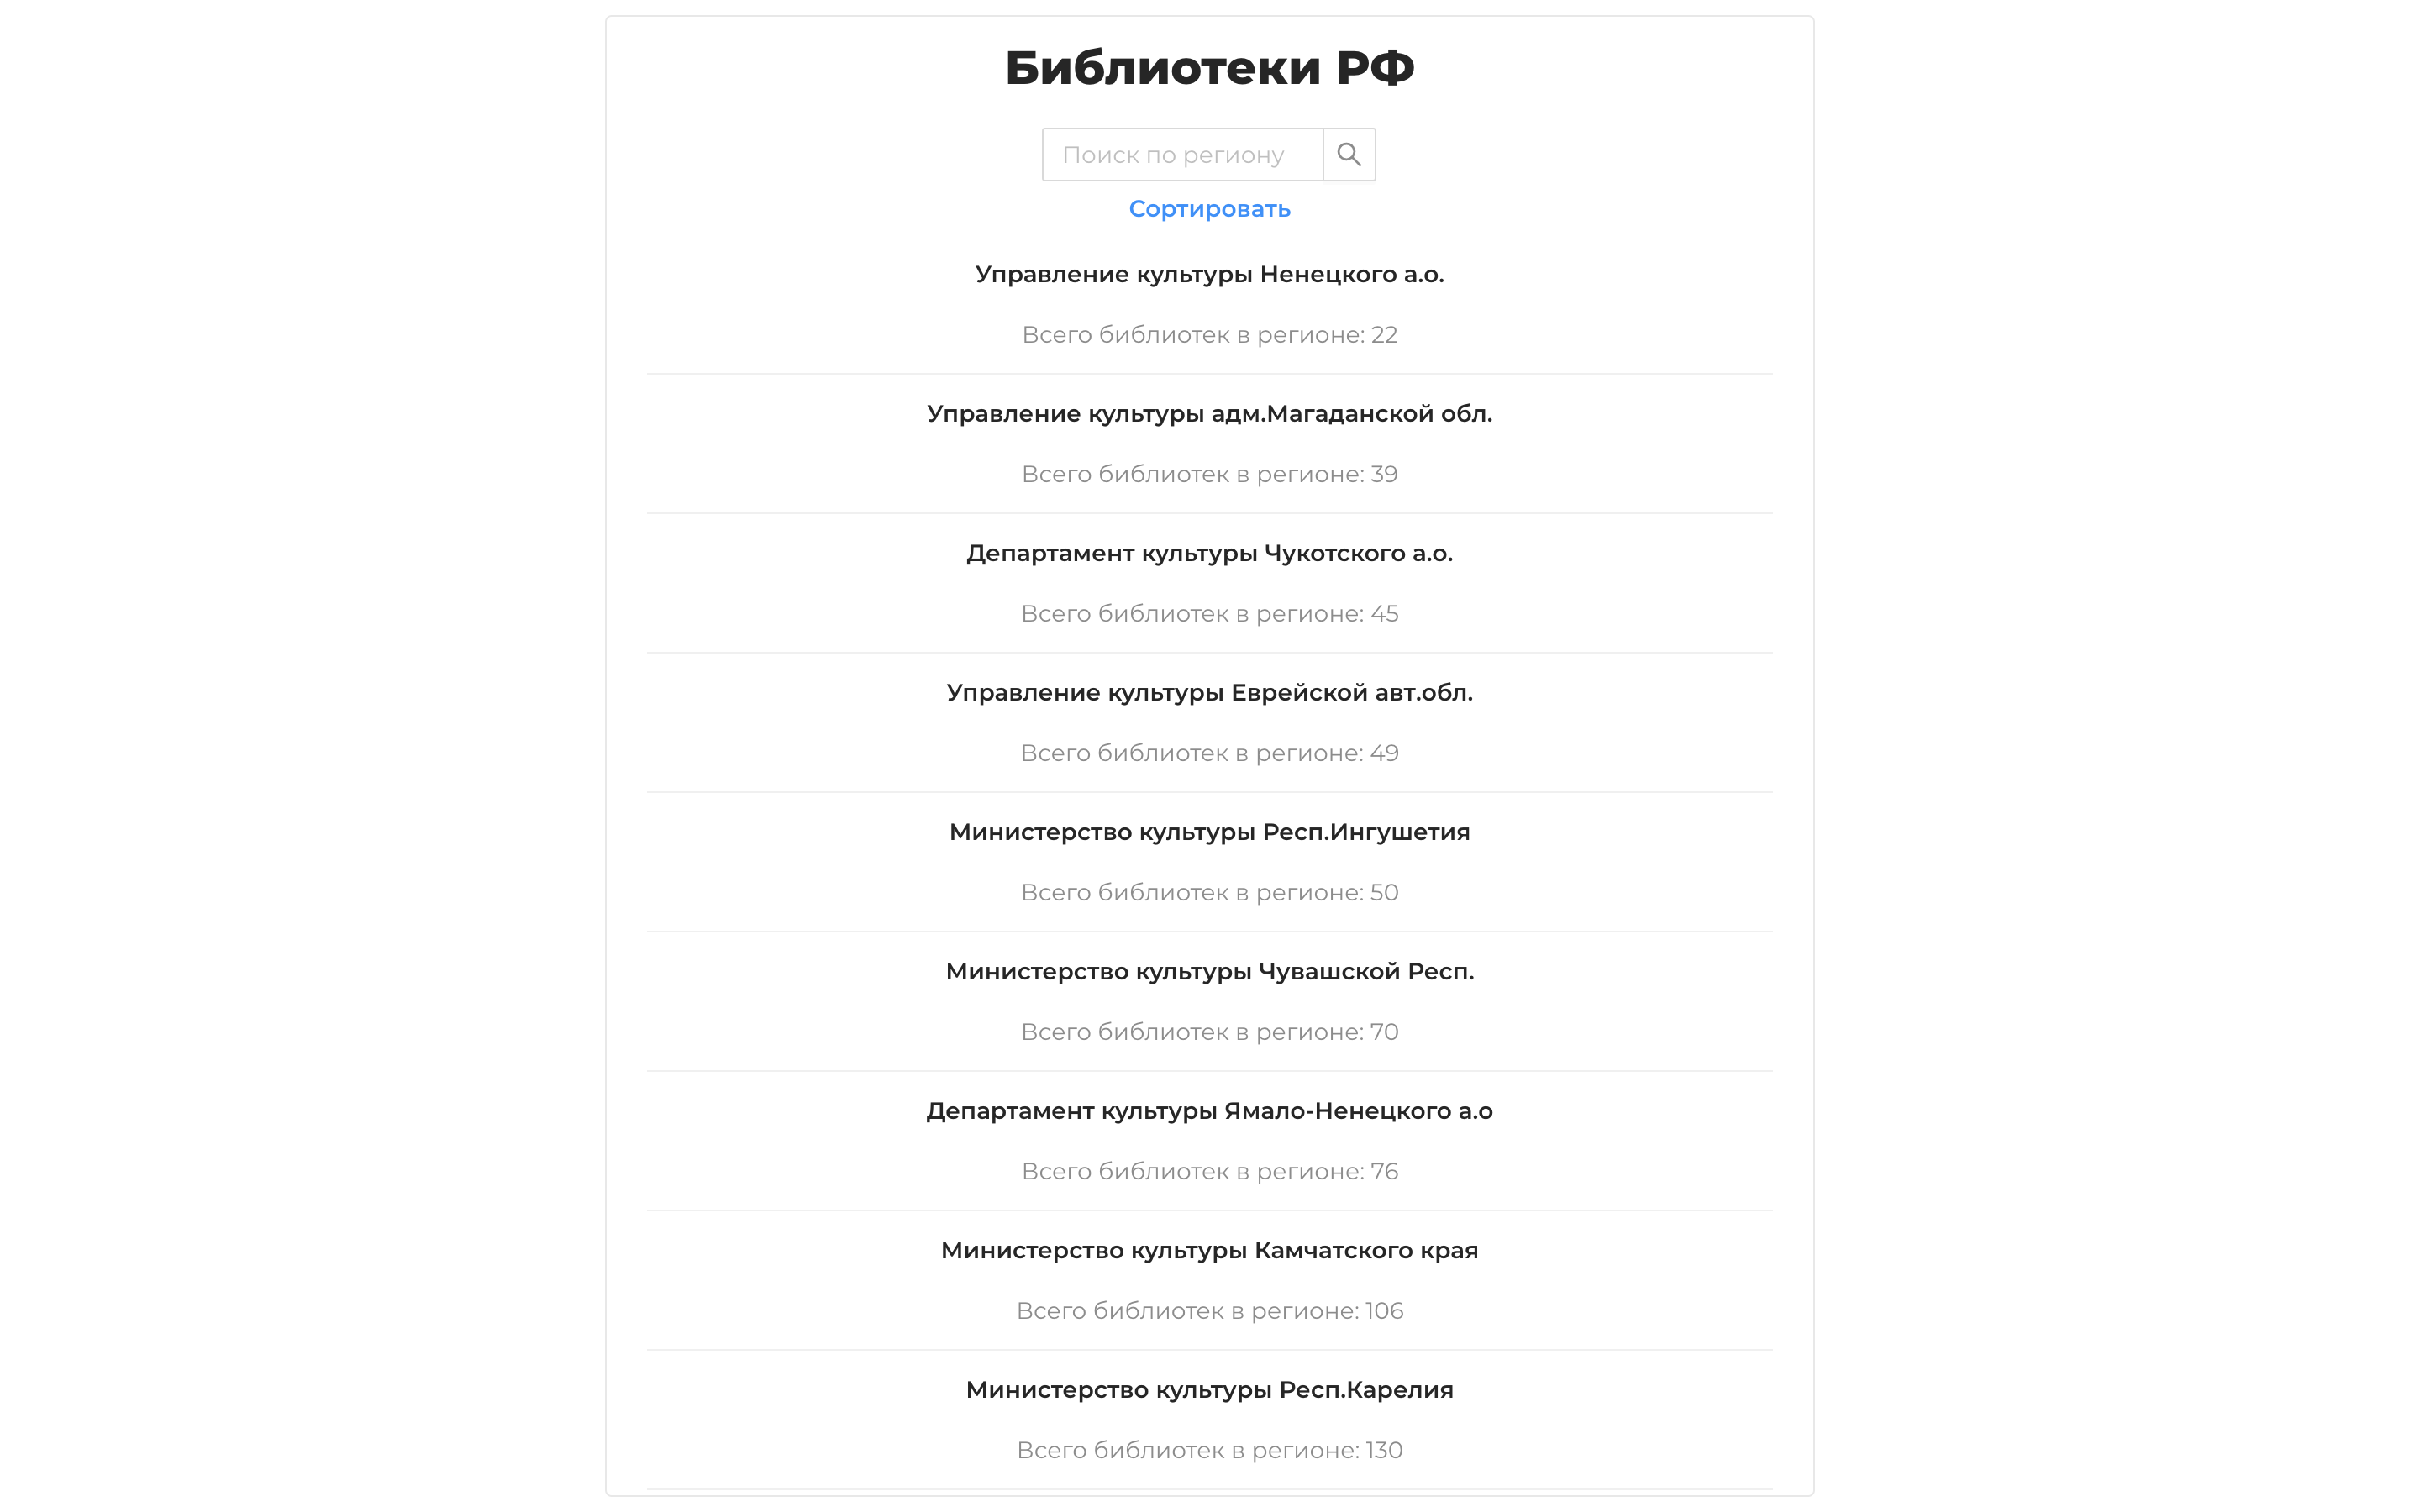 Библиотеки РФ
Поиск по региону
Сортировать
Управление культуры Ненецкого а.о.
Всего библиотек в регионе: 22
Управление культуры адм.Магаданской обл.
Всего библиотек в регионе: 39
Департамент культуры Чукотского а.о.
Всего библиотек в регионе: 45
Управление культуры Еврейской авт.обл.
Всего библиотек в регионе: 49
Министерство культуры Респ.Ингушетия
Всего библиотек в регионе: 50
Министерство культуры Чувашской Респ.
Всего библиотек в регионе: 70
Департамент культуры Ямало-Ненецкого а.о
Всего библиотек в регионе: 76
Министерство культуры Камчатского края
Всего библиотек в регионе: 106
Министерство культуры Респ.Карелия
Всего библиотек в регионе: 130